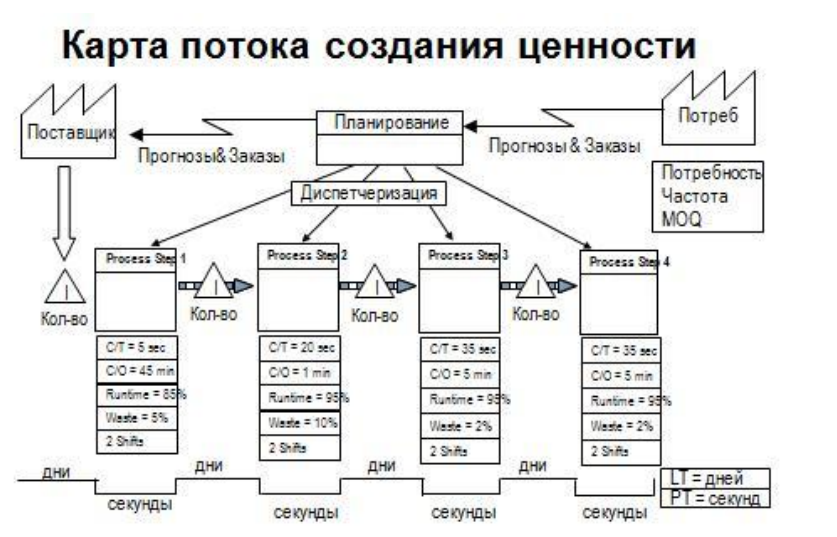 Карта потока создания ценности
Поставщик
Планирование
Потреб
Прогнозы& Заказы
Прогнозы & Заказы
Диспетчеризация
Потребность
Частота
MOQ
Process Step 1
Process Step 2
Process Step 3
Process Step 4
I
I
I
I
Кол-во
Кол-во
Кол-во
Кол-во
C/T = 5 sec
C/O = 45 min
Runtime = 85%
Waste = 5%
2 Shifts
C/T = 20 sec
C/O = 1 min
Runtime = 95%
Waste = 10%
2 Shifts
C/T = 35 sec
C/O = 5 min
Runtime = 95%
Waste = 2%
2 Shifts
C/T = 35 sec
C/O = 5 min
Runtime = 95%
Waste = 2%
2 Shifts
дни
дни
дни
дни
секунды
секунды
секунды
секунды
LT = дней
PT = секунд